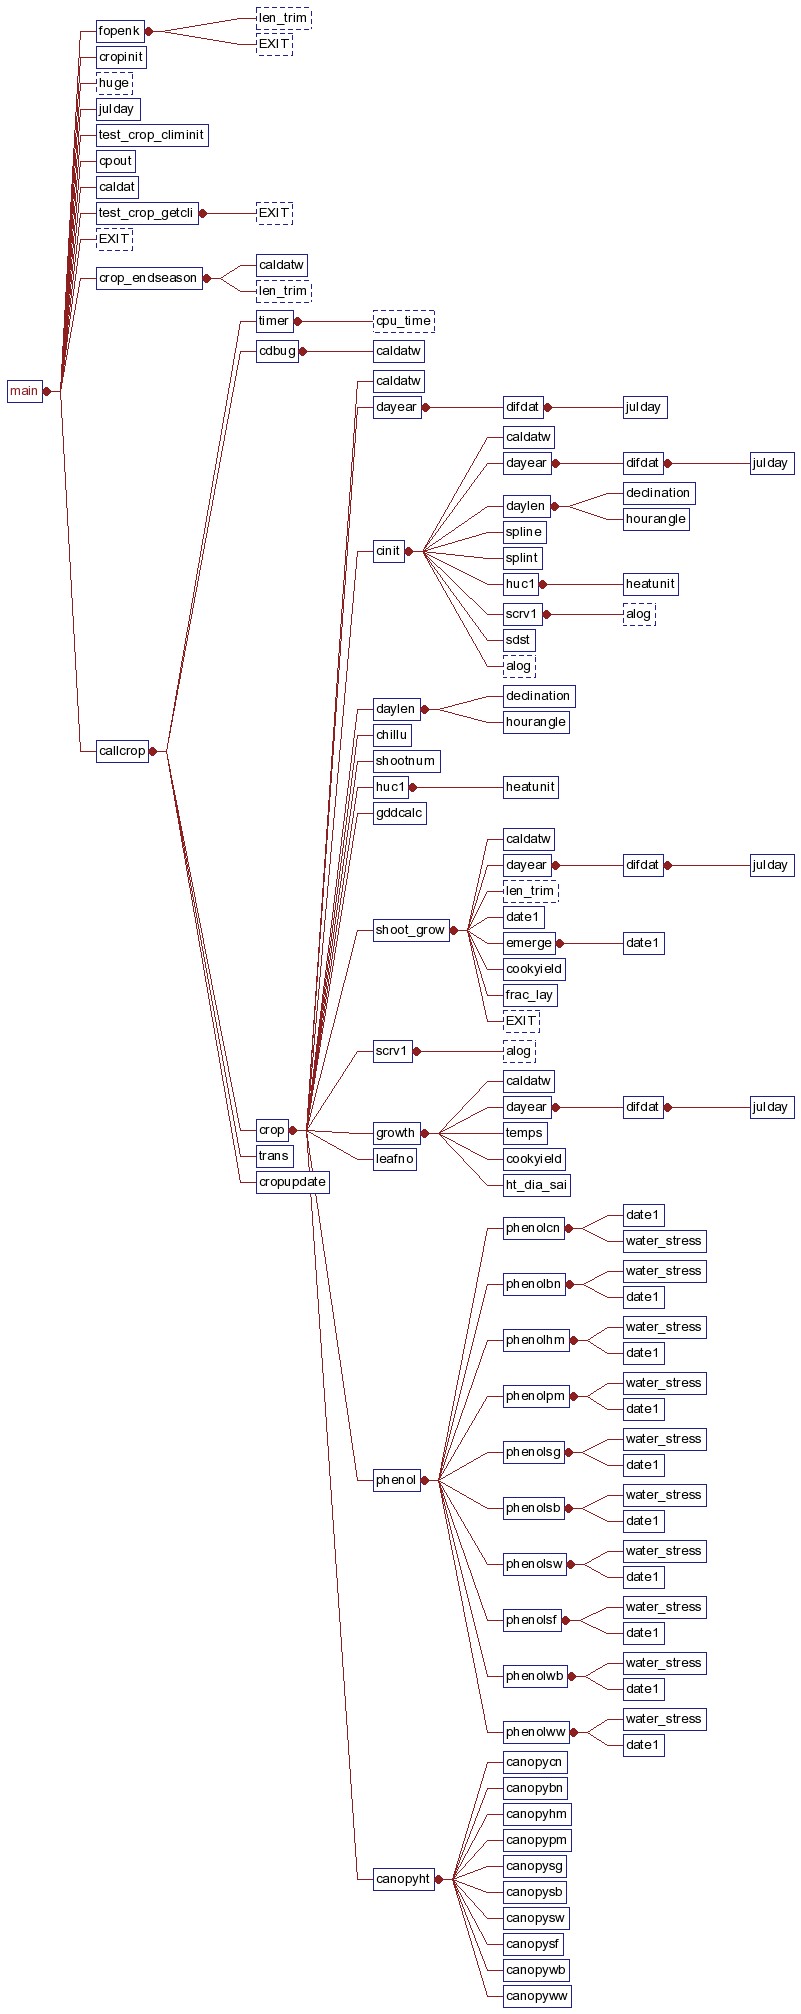 len_trim
fopenk
EXIT
cropinit
huge
julday
test_crop_climinit
cpout
caldat
test_crop_getcli EXIT
EXIT
caldatw
crop_endseason
len_trim
timer cpu_time
cdbug caldatw
caldatw
main
dayear difdat julday
caldatw
dayear difdat julday
declination
daylen
hourangle
spline
cinit
splint
huc1 heatunit
scrv1 alog
sdst
alog
declination
daylen
hourangle
chillu
callcrop
shootnum
huc1 heatunit
gddcalc
caldatw
dayear difdat julday
len_trim
date1
shoot_grow
emerge date1
cookyield
frac_lay
EXIT
scrv1 alog
caldatw
dayear difdat julday
crop
growth temps
trans leafno cookyield
cropupdate ht_dia_sai
date1
phenolcn
water_stress
water_stress
phenolbn
date1
water_stress
phenolhm
date1
water_stress
phenolpm
date1
water_stress
phenolsg
date1
phenol
water_stress
phenolsb
date1
water_stress
phenolsw
date1
water_stress
phenolsf
date1
water_stress
phenolwb
date1
water_stress
phenolww
date1
canopycn
canopybn
canopyhm
canopypm
canopysg
canopyht
canopysb
canopysw
canopysf
canopywb
canopyww